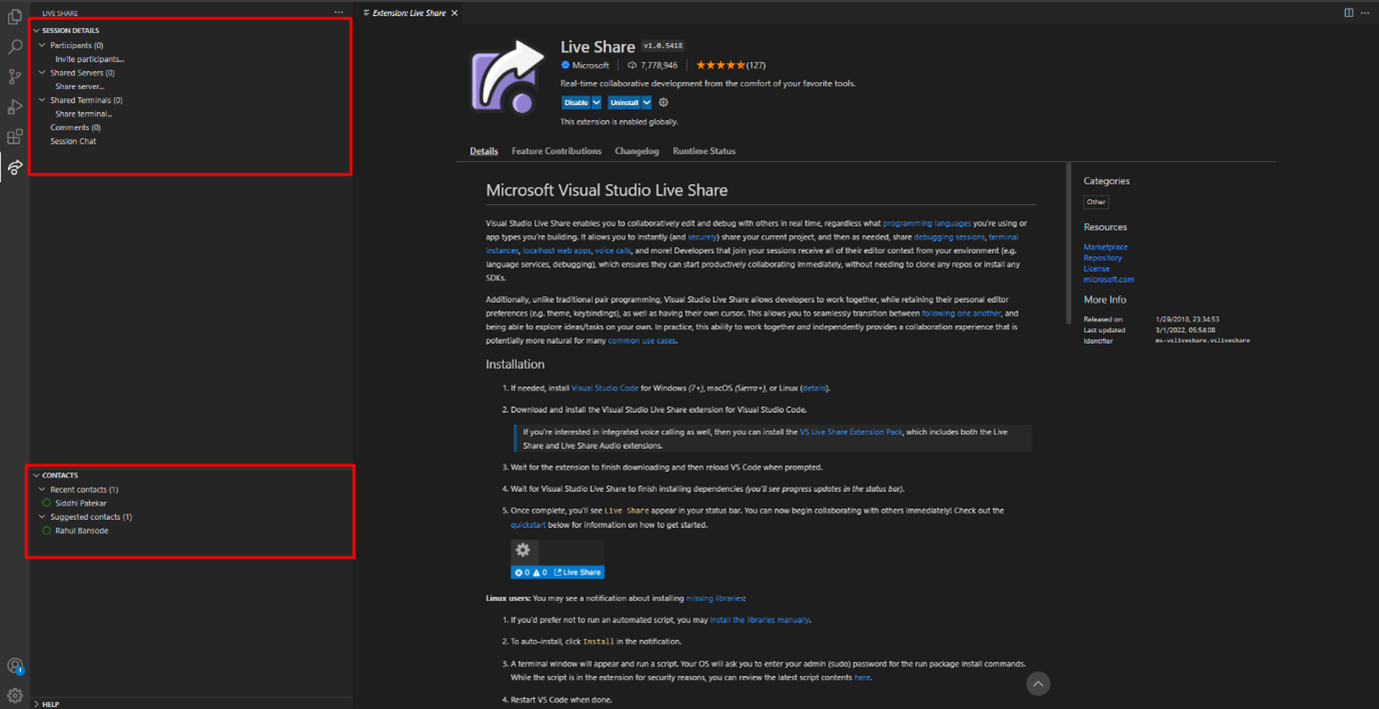 LIVE SHARE
SESSION DETAILS
Participants (0)
Invite participants...
Shared Servers (0)
Share server...
Shared Terminals (0)
Share terminal...
Comments (0)
Session Chat
CONTACTS
Recent contacts (1)
Siddhi Patekar
Suggested contacts (1)
Rahul Bansode
1
HELP
Extension: Live Share
Live Share v1.0.5418
Microsoft 7,778,946 (127)
Real-time collaborative development from the comfort of your favorite tools.
Disable Uninstall
This extension is enabled globally.
Details Feature Contributions Changelog Runtime Status
Microsoft Visual Studio Live Share
Visual Studio Live Share enables you to collaboratively edit and debug with others in real time, regardless what programming languages you're using or
app types you're building. It allows you to instantly (and securely) share your current project, and then as needed, share debugging sessions, terminal
instances, localhost web apps, voice calls, and more! Developers that join your sessions receive all of their editor context from your environment (e.g.
language services, debugging), which ensures they can start productively collaborating immediately, without needing to clone any repos or install any
SDKs.
Additionally, unlike traditional pair programming, Visual Studio Live Share allows developers to work together, while retaining their personal editor
preferences (e.g. theme, keybindings), as well as having their own cursor. This allows you to seamlessly transition between following one another, and
being able to explore ideas/tasks on your own. In practice, this ability to work together and independently provides a collaboration experience that is
potentially more natural for many common use cases.
Installation
1. If needed, install Visual Studio Code for Windows (7+), macOS (Sierra+), or Linux (details).
2. Download and install the Visual Studio Live Share extension for Visual Studio Code.
If you're interested in integrated voice calling as well, then you can install the VS Live Share Extension Pack, which includes both the Live
Share and Live Share Audio extensions.
3. Wait for the extension to finish downloading and then reload VS Code when prompted.
4. Wait for Visual Studio Live Share to finish installing dependencies (you'll see progress updates in the status bar).
5. Once complete, you'll see Live Share appear in your status bar. You can now begin collaborating with others immediately! Check out the
quickstart below for information on how to get started.
0 0 Live Share
Linux users: You may see a notification about installing missing libraries:
1. If you'd prefer not to run an automated script, you may install the libraries manually.
2. To auto-install, click Install in the notification.
3. A terminal window will appear and run a script. Your OS will ask you to enter your admin (sudo) password for the run package install commands.
While the script is in the extension for security reasons, you can review the latest script contents here.
4. Restart VS Code when done.
Categories
Other
Resources
Marketplace
Repository
License
microsoft.com
More Info
Released on 1/29/2018, 23:34:53
Last updated 3/1/2022, 05:54:08
Identifier ms-vsliveshare.vsliveshare